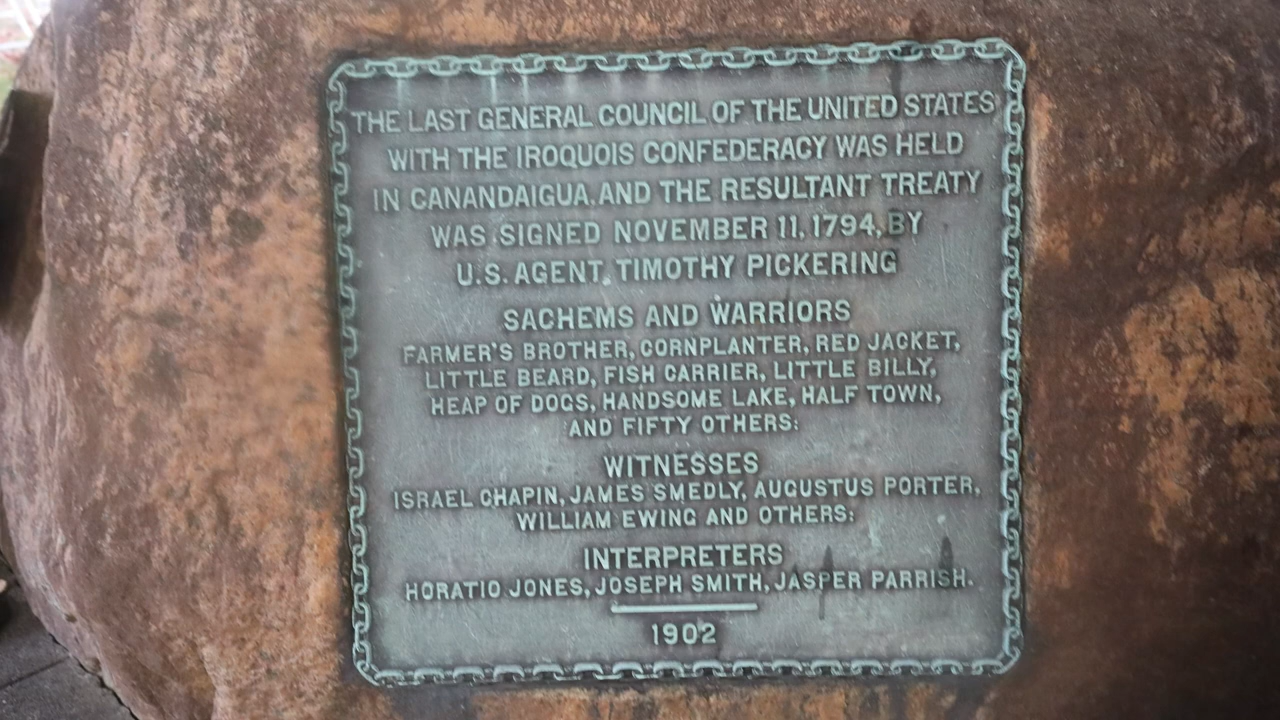 THE LAST GENERAL COUNCIL OF THE UNITED STATES
WITH THE IROQUOIS CONFEDERACY WAS HELD
IN CANANDAIGUA, AND THE RESULTANT TREATY
WAS SIGNED NOVEMBER 11, 1794, BY
U.S. AGENT, TIMOTHY PICKERING
SACHEMS AND WARRIORS
FARMER'S BROTHER, CORNPLANTER, RED JACKET,
LITTLE BEARD, FISH CARRIER, LITTLE BILLY,
HEAP OF DOGS, HANDSOME LAKE, HALF TOWN,
AND FIFTY OTHERS:
WITNESSES
ISRAEL CHAPIN, JAMES SMEDLY, AUGUSTUS PORTER,
WILLIAM EWING AND OTHERS:
INTERPRETERS
HORATIO JONES, JOSEPH SMITH, JASPER PARRISH.
1902